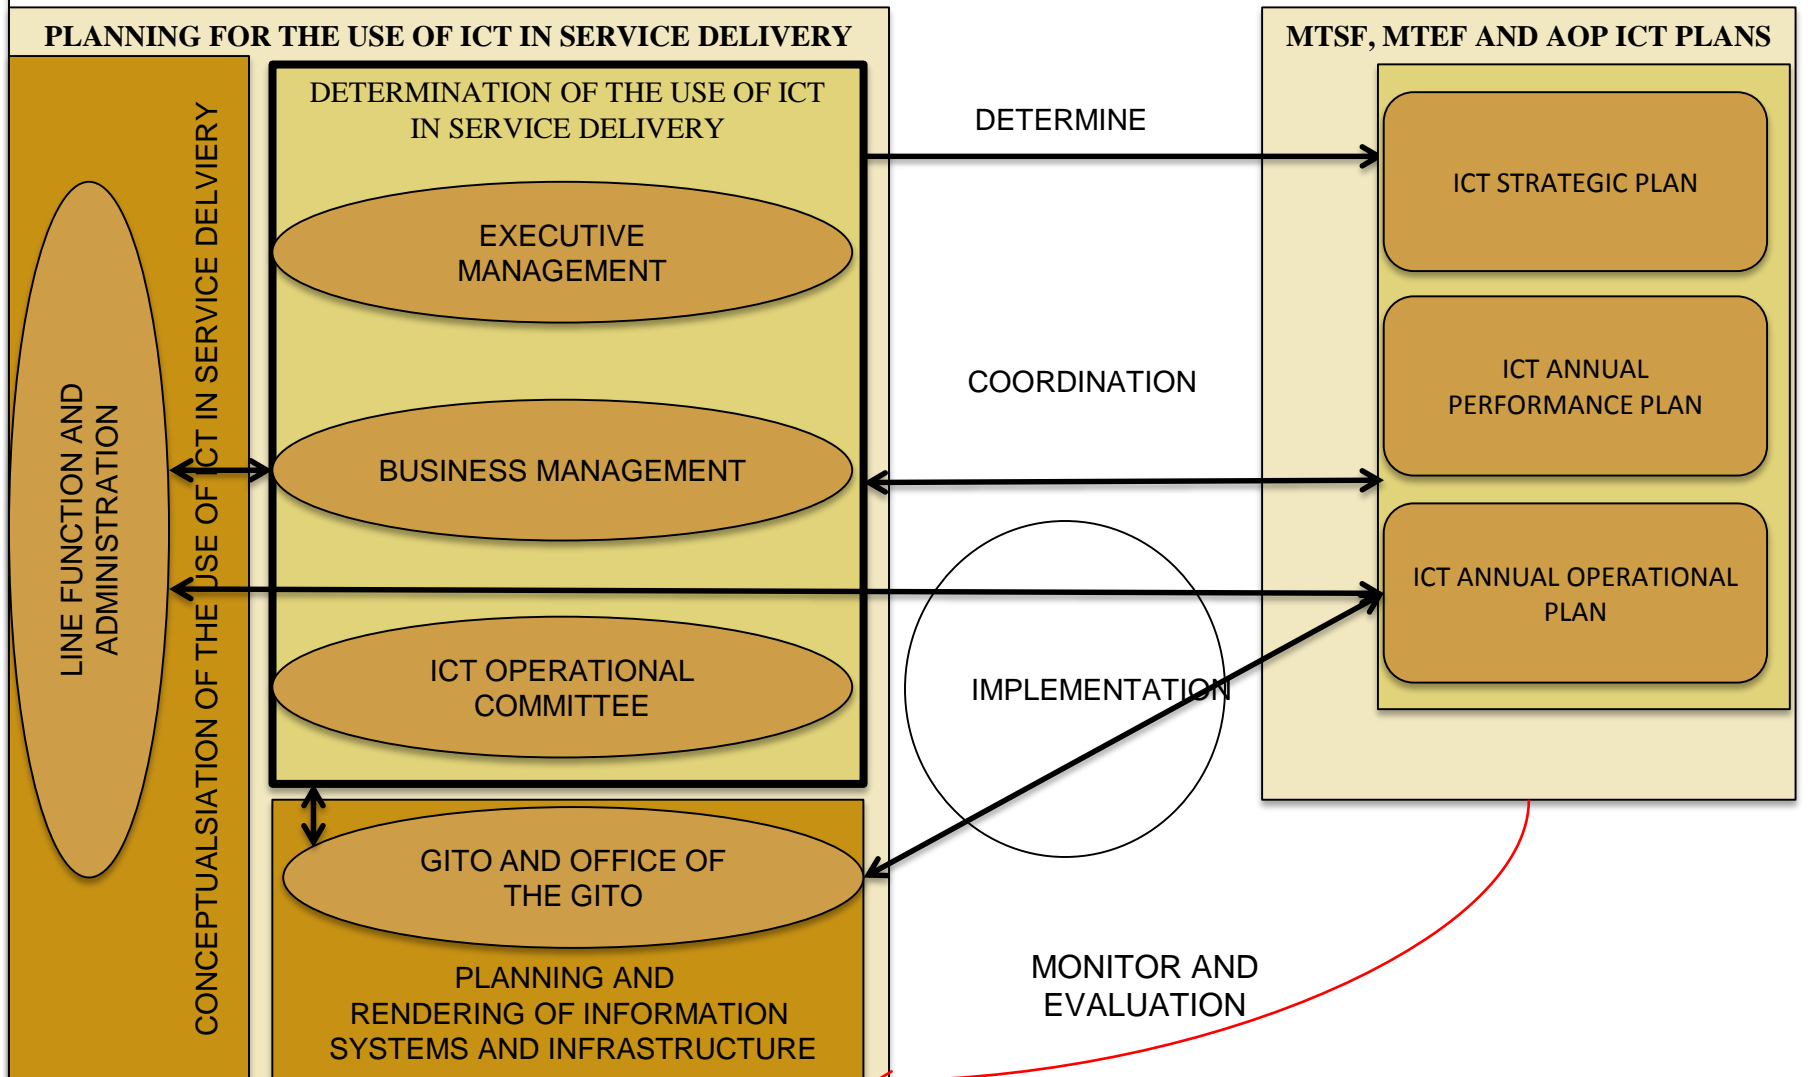 PLANNING FOR THE USE OF ICT IN SERVICE DELIVERY
CONCEPTUALSIATION OF THE USE OF ICT IN SERVICE DELVIERY
LINE FUNCTION AND
ADMINISTRATION
DETERMINATION OF THE USE OF ICT
IN SERVICE DELIVERY
EXECUTIVE
MANAGEMENT
BUSINESS MANAGEMENT
ICT OPERATIONAL
COMMITTEE
GITO AND OFFICE OF
THE GITO
PLANNING AND
RENDERING OF INFORMATION
SYSTEMS AND INFRASTRUCTURE
DETERMINE
COORDINATION
IMPLEMENTATION
MONITOR AND
EVALUATION
MTSF, MTEF AND AOP ICT PLANS
ICT STRATEGIC PLAN
ICT ANNUAL
PERFORMANCE PLAN
ICT ANNUAL OPERATIONAL
PLAN